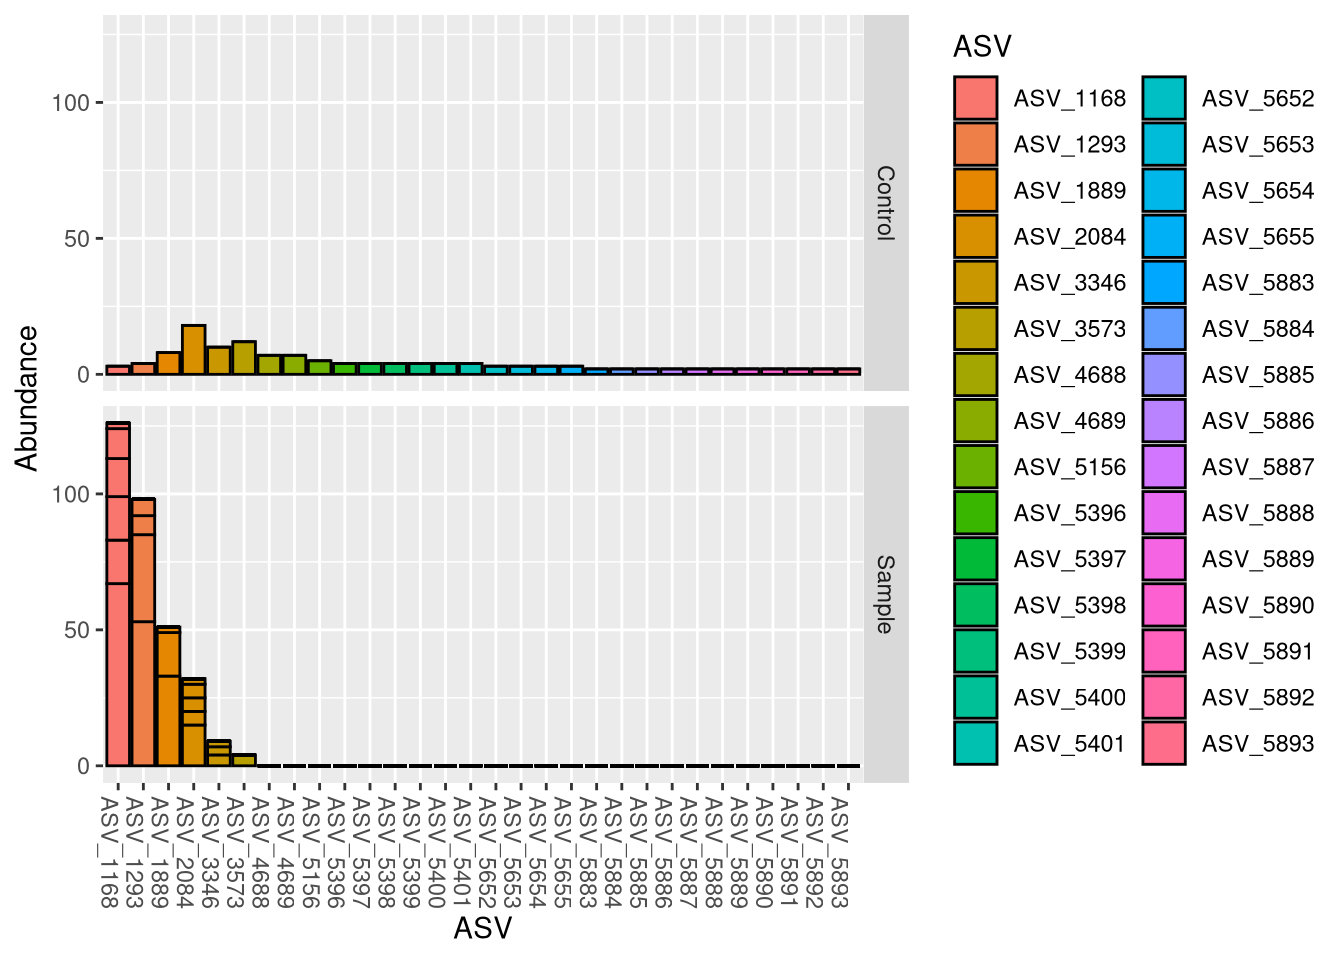 Abundance
100
50
0
Control
100
50
0
Sample
ASV_1168
ASV_1293
ASV_1889
ASV_2084
ASV_3346
ASV_3573
ASV_4688
ASV_4689
ASV_5156
ASV_5396
ASV_5397
ASV_5398
ASV_5399
ASV_5400
ASV_5401
ASV_5652
ASV_5653
ASV_5654
ASV_5655
ASV_5883
ASV_5884
ASV_5885
ASV_5886
ASV_5887
ASV_5888
ASV_5889
ASV_5890
ASV_5891
ASV_5892
ASV_5893
ASV
ASV
ASV_1168
ASV_1293
ASV_1889
ASV_2084
ASV_3346
ASV_3573
ASV_4688
ASV_4689
ASV_5156
ASV_5396
ASV_5397
ASV_5398
ASV_5399
ASV_5400
ASV_5401
ASV_5652
ASV_5653
ASV_5654
ASV_5655
ASV_5883
ASV_5884
ASV_5885
ASV_5886
ASV_5887
ASV_5888
ASV_5889
ASV_5890
ASV_5891
ASV_5892
ASV_5893